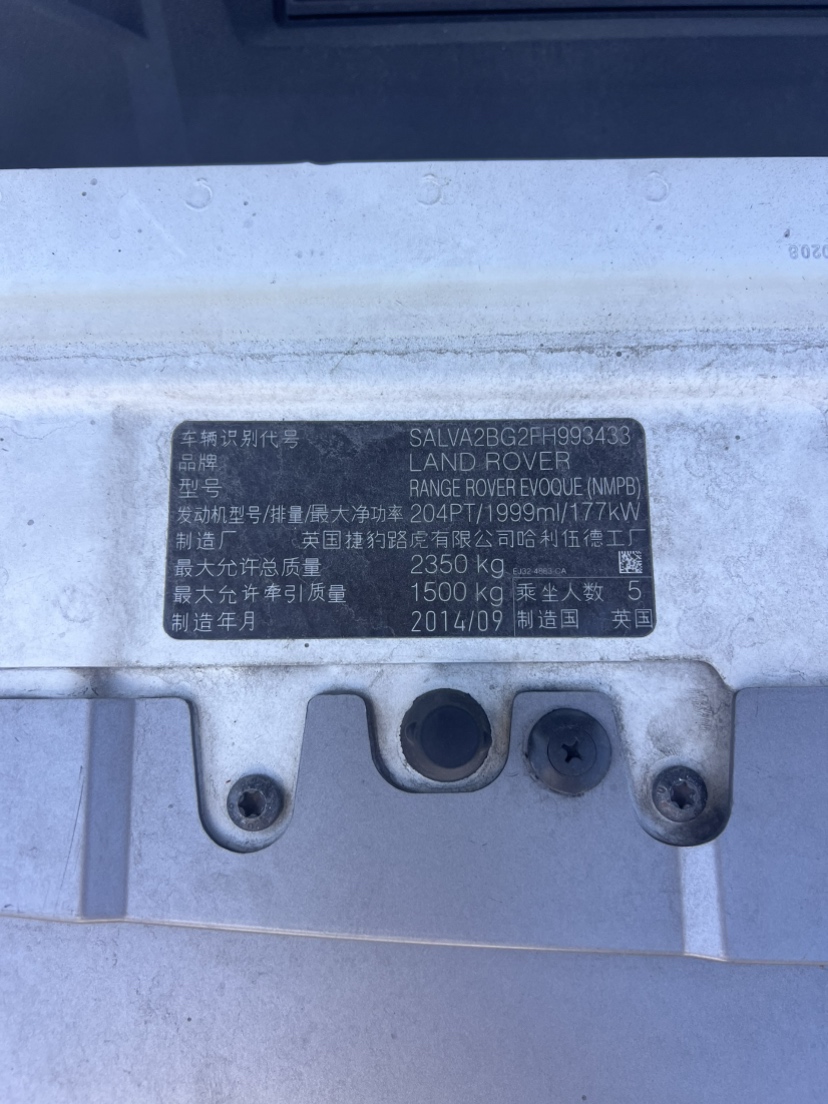 0208
车辆识别代号 SALVA2BG2FH993433
品牌 LAND ROVER
型号 RANGE ROVER EVOQUE (NMPB)
发动机型号/排量/最大净功率 204PT/1999ml/177kW
制造厂 英国捷豹路虎有限公司哈利伍德工厂
最大允许总质量 2350 kg
最大允许牵引质量 1500 kg 乘坐人数 5
制造年月 2014/09 制造国 英国